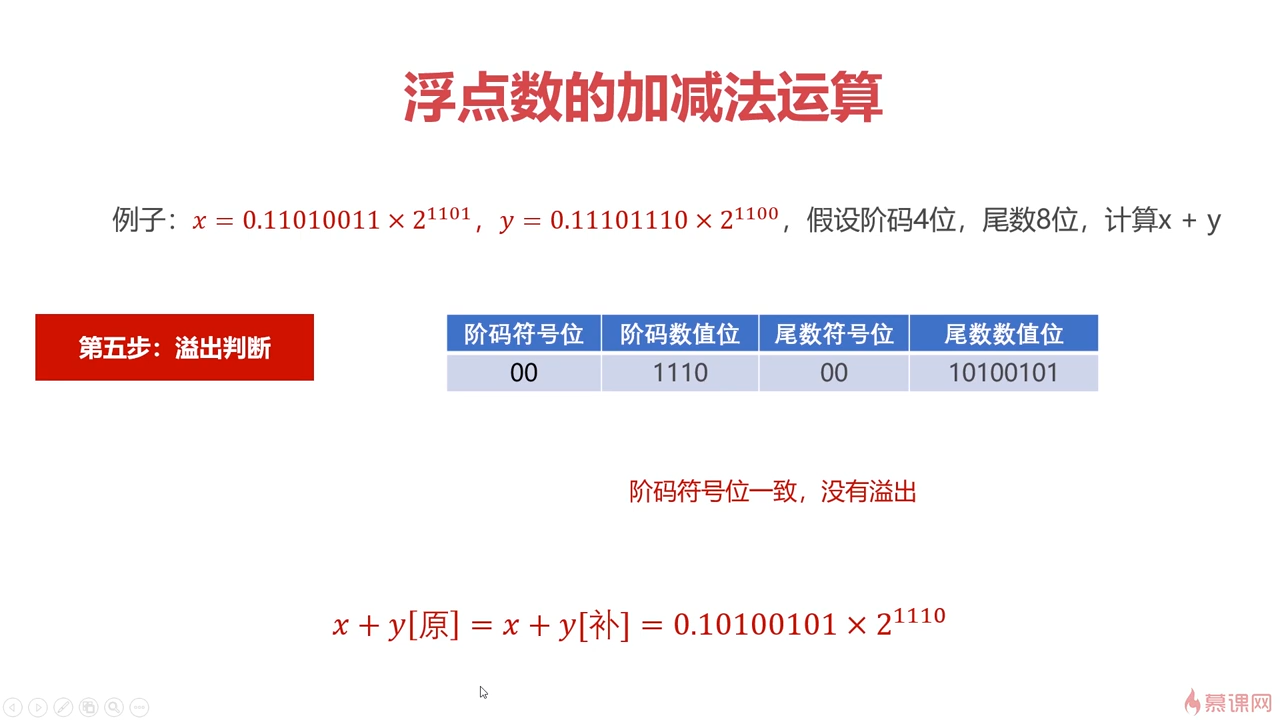 浮点数的加减法运算
例子：x = 0.11010011 × 2^1101，y = 0.11101110 × 2^1100，假设阶码4位，尾数8位，计算x + y
第五步：溢出判断
阶码符号位 阶码数值位 尾数符号位 尾数数值位
00 1110 00 10100101
阶码符号位一致，没有溢出
x + y[原] = x + y[补] = 0.10100101 × 2^1110
慕课网